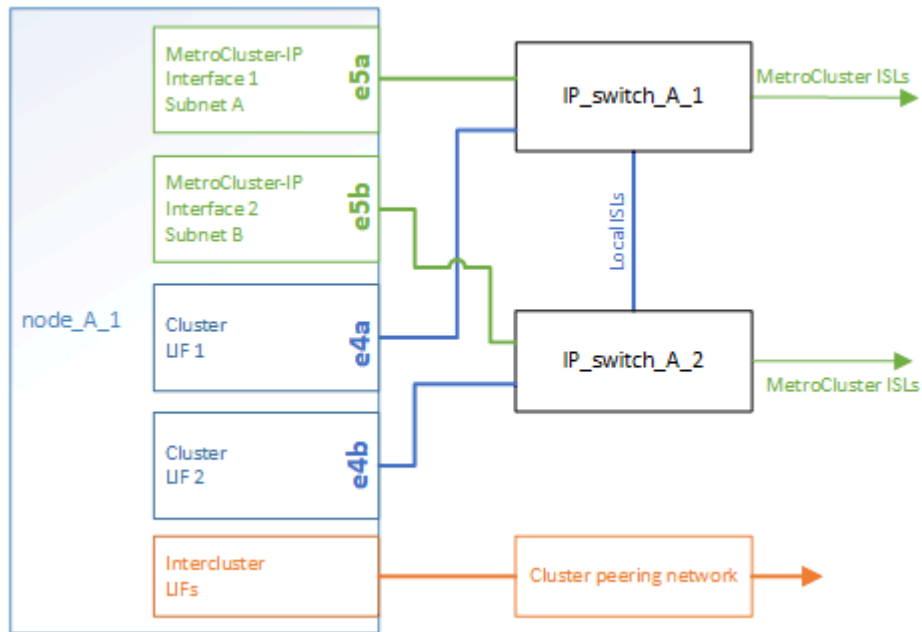 node_A_1
MetroCluster-IP
Interface 1
Subnet A
e5a
MetroCluster-IP
Interface 2
Subnet B
e5b
Cluster
LIF 1
e4a
Cluster
LIF 2
e4b
Intercluster
LIFs
IP_switch_A_1
MetroCluster ISLs
Local ISLs
IP_switch_A_2
MetroCluster ISLs
Cluster peering network